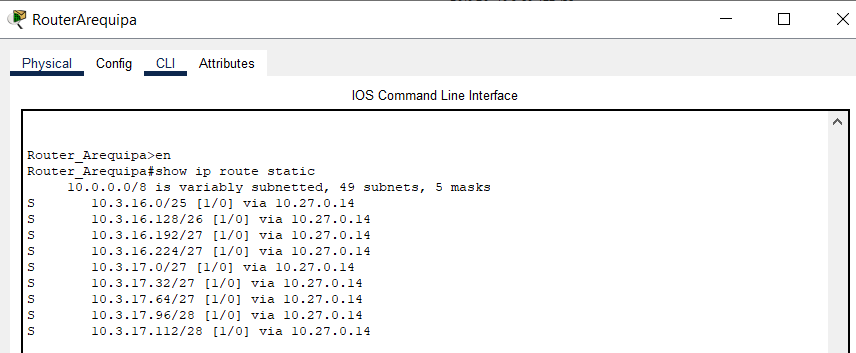 RouterArequipa
Physical Config CLI Attributes
IOS Command Line Interface
Router_Arequipa>en
Router_Arequipa#show ip route static
10.0.0.0/8 is variably subnetted, 49 subnets, 5 masks
S 10.3.16.0/25 [1/0] via 10.27.0.14
S 10.3.16.128/26 [1/0] via 10.27.0.14
S 10.3.16.192/27 [1/0] via 10.27.0.14
S 10.3.16.224/27 [1/0] via 10.27.0.14
S 10.3.17.0/27 [1/0] via 10.27.0.14
S 10.3.17.32/27 [1/0] via 10.27.0.14
S 10.3.17.64/27 [1/0] via 10.27.0.14
S 10.3.17.96/28 [1/0] via 10.27.0.14
S 10.3.17.112/28 [1/0] via 10.27.0.14